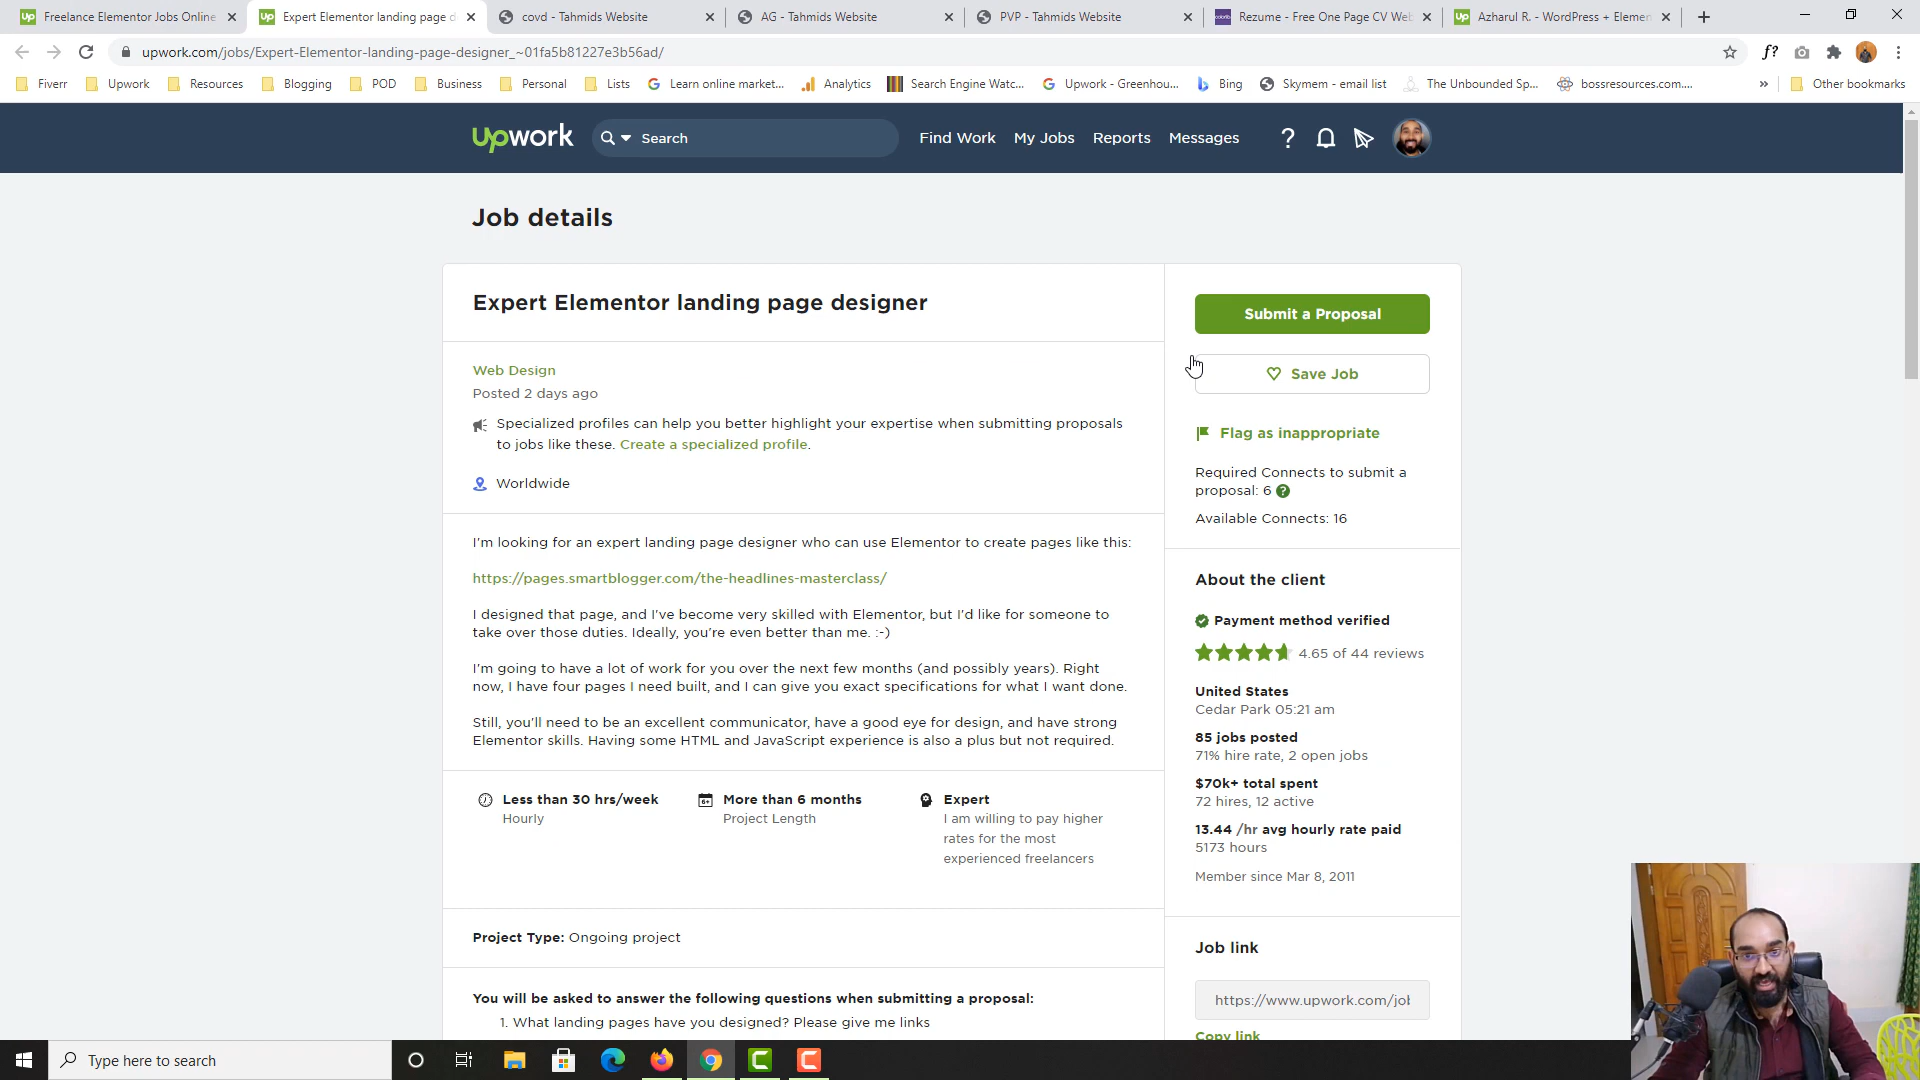 Freelance Elementor Jobs Online
Expert Elementor landing page d
covd - Tahmids Website
AG - Tahmids Website
PVP - Tahmids Website
Rezume - Free One Page CV Web
Azharul R. - WordPress + Elemen
upwork.com/jobs/Expert-Elementor-landing-page-designer_~01fa5b81227e3b56ad/
Fiverr
Upwork
Resources
Blogging
POD
Business
Personal
Lists
Learn online market...
Analytics
Search Engine Watc...
Upwork - Greenhou...
Bing
Skymem - email list
The Unbounded Sp...
bossresources.com....
»
Other bookmarks
upwork
Search
Find Work
My Jobs
Reports
Messages
Job details
Expert Elementor landing page designer
Web Design
Posted 2 days ago
Specialized profiles can help you better highlight your expertise when submitting proposals
to jobs like these. Create a specialized profile.
Worldwide
I'm looking for an expert landing page designer who can use Elementor to create pages like this:
https://pages.smartblogger.com/the-headlines-masterclass/
I designed that page, and I've become very skilled with Elementor, but I'd like for someone to
take over those duties. Ideally, you're even better than me. :-)
I'm going to have a lot of work for you over the next few months (and possibly years). Right
now, I have four pages I need built, and I can give you exact specifications for what I want done.
Still, you'll need to be an excellent communicator, have a good eye for design, and have strong
Elementor skills. Having some HTML and JavaScript experience is also a plus but not required.
Less than 30 hrs/week
Hourly
More than 6 months
Project Length
Expert
I am willing to pay higher
rates for the most
experienced freelancers
Project Type: Ongoing project
You will be asked to answer the following questions when submitting a proposal:
1. What landing pages have you designed? Please give me links
Submit a Proposal
Save Job
Flag as inappropriate
Required Connects to submit a
proposal: 6
Available Connects: 16
About the client
Payment method verified
4.65 of 44 reviews
United States
Cedar Park 05:21 am
85 jobs posted
71% hire rate, 2 open jobs
$70k+ total spent
72 hires, 12 active
13.44 /hr avg hourly rate paid
5173 hours
Member since Mar 8, 2011
Job link
https://www.upwork.com/jol
Copy link
Type here to search